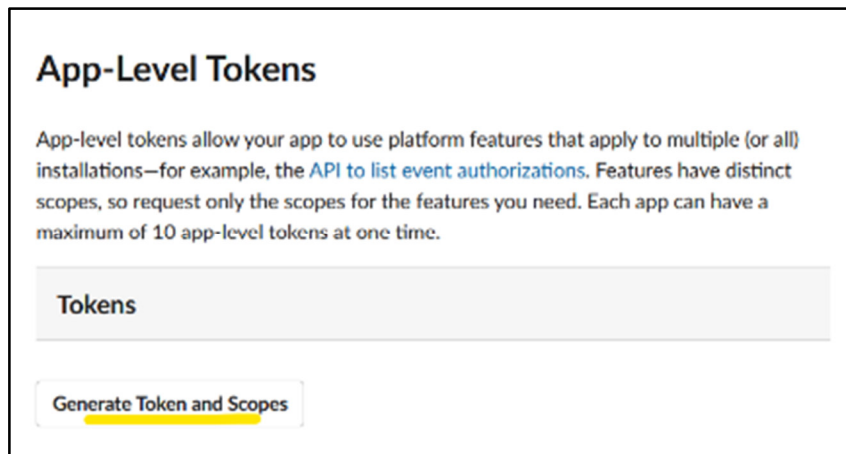 App-Level Tokens
App-level tokens allow your app to use platform features that apply to multiple (or all)
installations—for example, the API to list event authorizations. Features have distinct
scopes, so request only the scopes for the features you need. Each app can have a
maximum of 10 app-level tokens at one time.
Tokens
Generate Token and Scopes